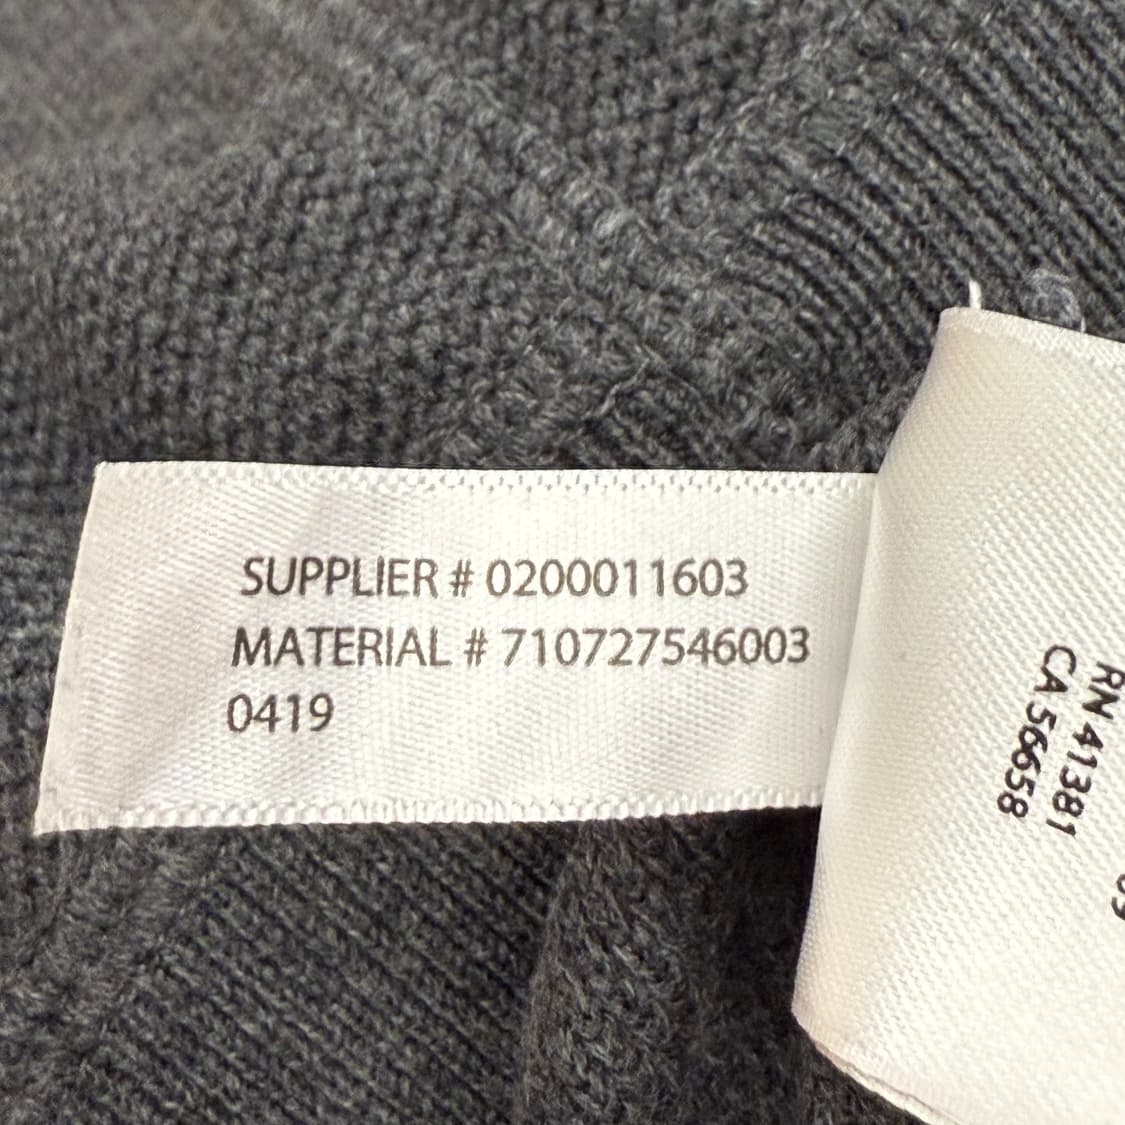 SUPPLIER # 0200011603
MATERIAL # 710727546003
0419
RN 41381
CA 56658